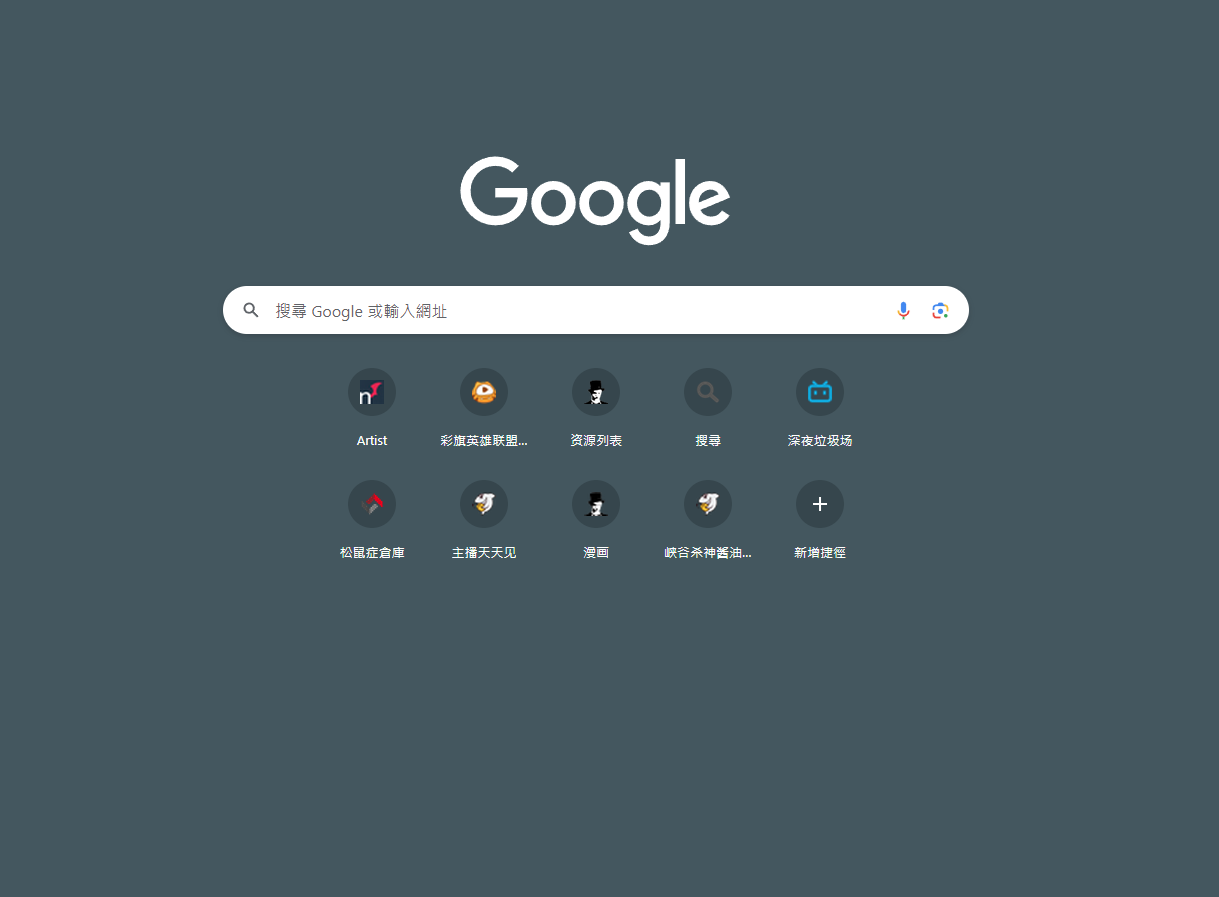 Google
搜尋 Google 或輸入網址
Artist
彩旗英雄联盟...
资源列表
搜尋
深夜垃圾场
松鼠症倉庫
主播天天见
漫画
峡谷杀神酱油...
新增捷徑